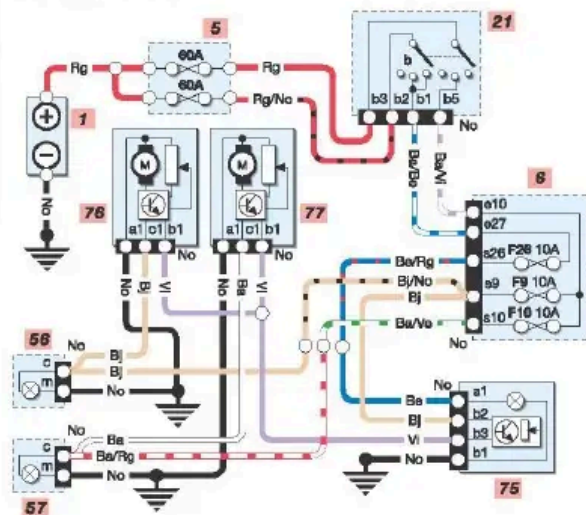 5
21
60A
Rg
Rg
b
60A
Rg/No
b3 b2 b1 b5
No
1
76
77
6
M
M
Ba/Vi
e10
e27
No
a1 c1 b1
a1 c1 b1
No
No
Ba/Rg
s26
F26 10A
No
Bj
Vi
No
Ba
Vi
Bj/No
s9
F9 10A
Bj
Ba/Ve
s10
F10 10A
No
56
No
c
Bj
Bj
m
No
No
a1
Ba
b2
Bj
No
Ba
b3
Vi
c
Ba/Rg
b1
No
m
No
57
75